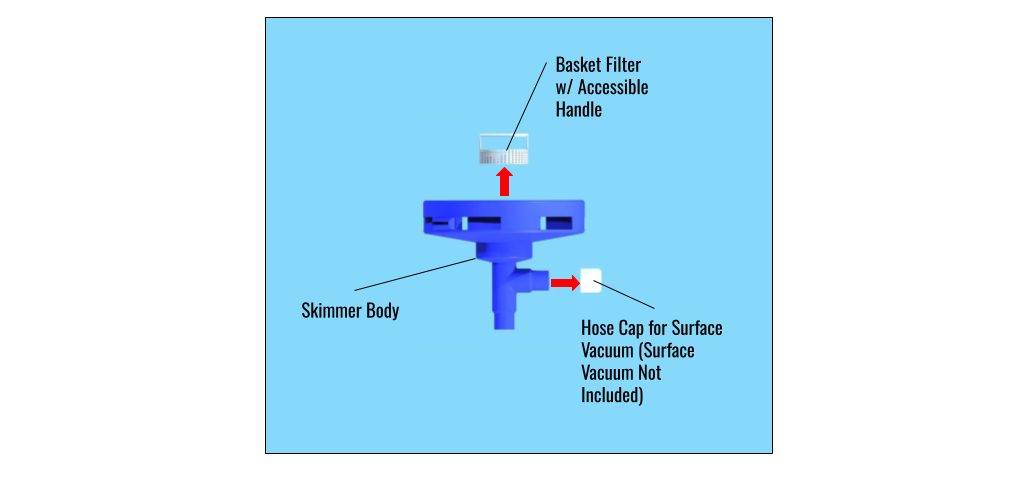 Basket Filter
w/ Accessible
Handle
Skimmer Body
Hose Cap for Surface
Vacuum (Surface
Vacuum Not
Included)